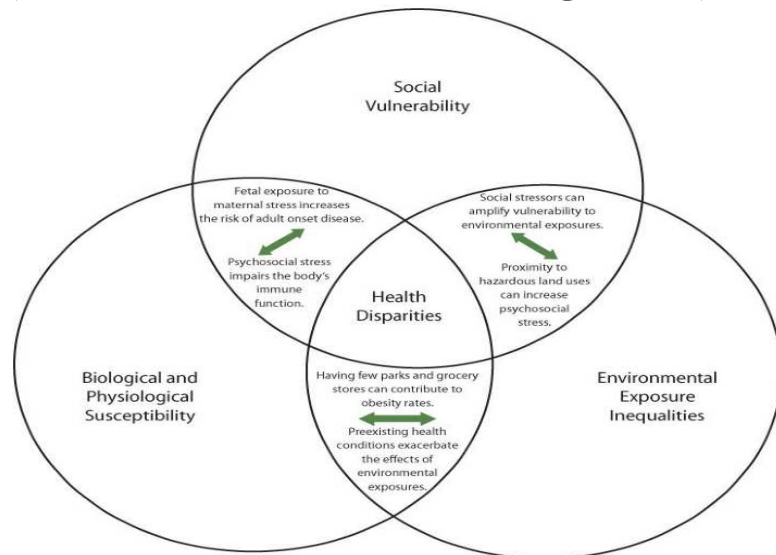 Social
Vulnerability
Fetal exposure to
maternal stress increases
the risk of adult onset disease.
Psychosocial stress
impairs the body's
immune
function.
Social stressors can
amplify vulnerability to
environmental exposures.
Proximity to
hazardous land uses
can increase
psychosocial
stress.
Health
Disparities
Biological and
Physiological
Susceptibility
Having few parks and grocery
stores can contribute to
obesity rates.
Preexisting health
conditions exacerbate
the effects of
environmental
exposures.
Environmental
Exposure
Inequalities